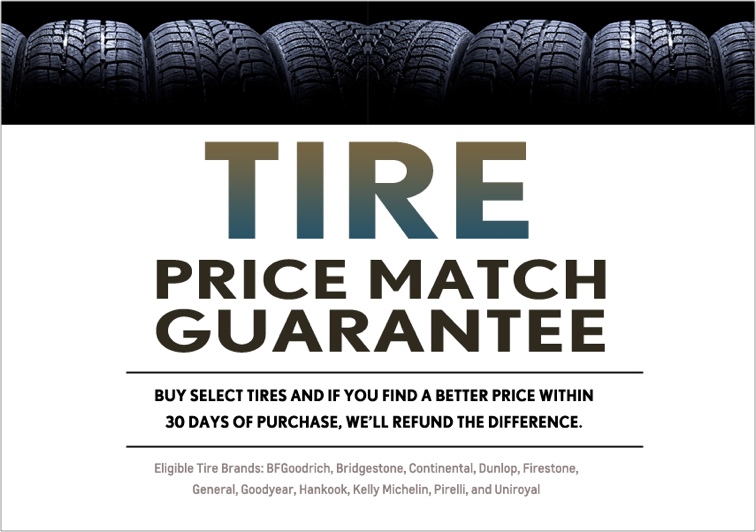 TIRE
PRICE MATCH
GUARANTEE
BUY SELECT TIRES AND IF YOU FIND A BETTER PRICE WITHIN
30 DAYS OF PURCHASE, WE'LL REFUND THE DIFFERENCE.
Eligible Tire Brands: BFGoodrich, Bridgestone, Continental, Dunlop, Firestone,
General, Goodyear, Hankook, Kelly Michelin, Pirelli, and Uniroyal